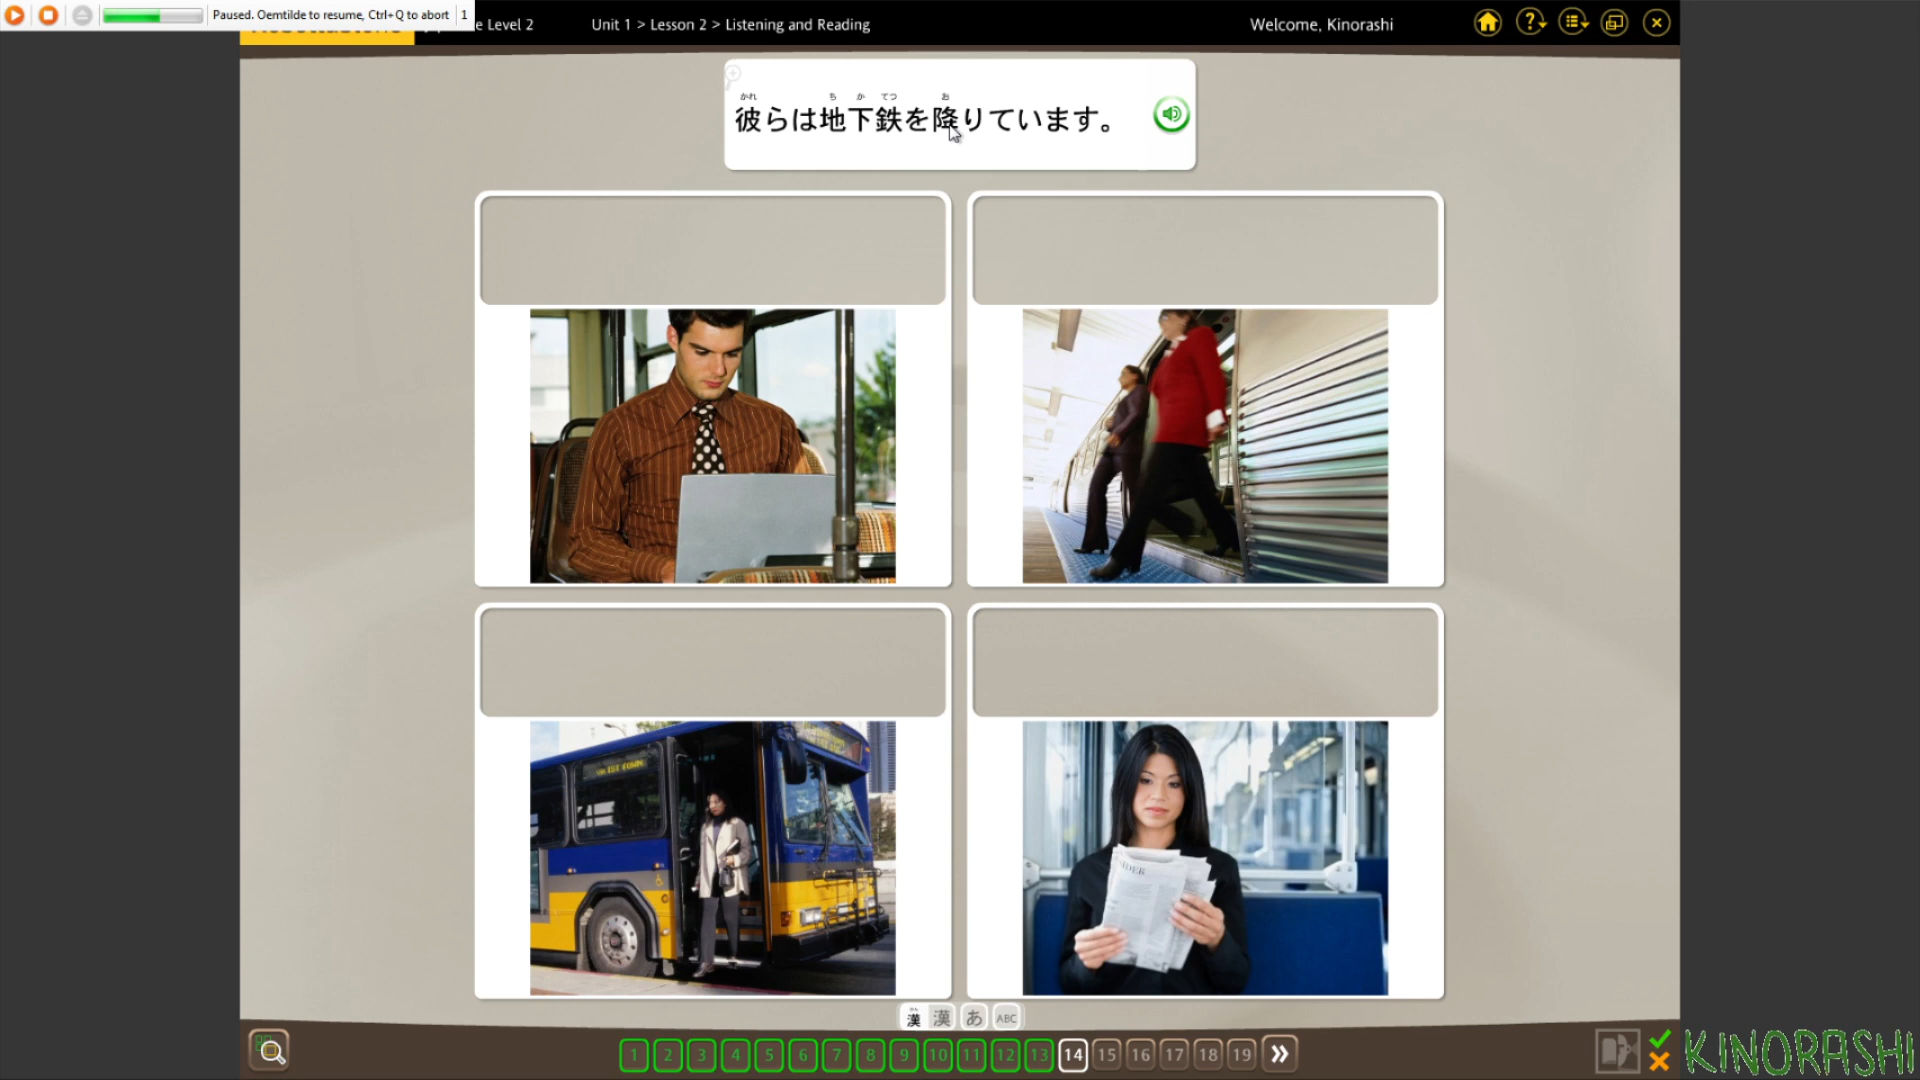 Paused. Oemtilde to resume, Ctrl+Q to abort 1
e Level 2
Unit 1 > Lesson 2 > Listening and Reading
Welcome, Kinorashi
かれ ち か てつ お
彼らは地下鉄を降りています。
漢 漢 あ ABC
1 2 3 4 5 6 7 8 9 10 11 12 13 14 15 16 17 18 19
KINORASHI